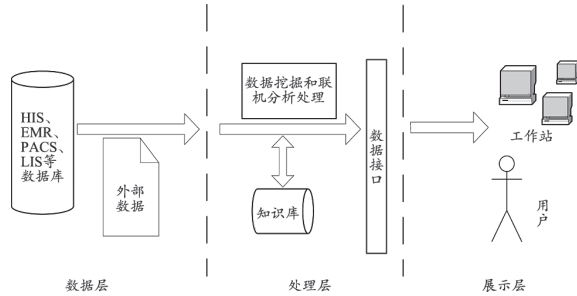 HIS、
EMR、
PACS、
LIS等
数据库
外部
数据
数据层
数据挖掘和联
机分析处理
知识库
数据接口
处理层
工作站
用户
展示层